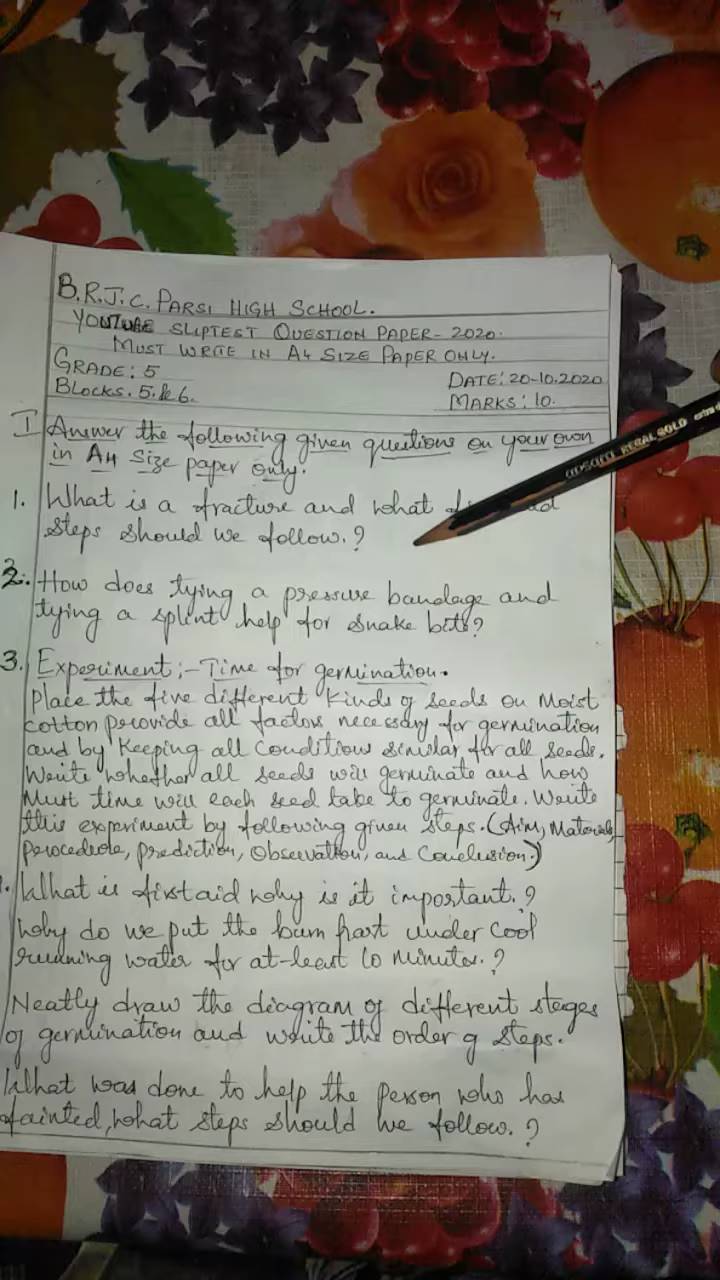 B.R.J.C. PARSI HIGH SCHOOL.
YOUTUBE SLIPTEST QUESTION PAPER- 2020.
MUST WRITE IN A4 SIZE PAPER ONLY.
GRADE: 5
DATE: 20-10.2020
BLOCKS. 5.& 6.
MARKS: 10.
I Answer the following given questions on your own
in A4 Size paper only.
1. What is a fracture and what
steps should we follow.?
2. How does tying a pressure bandage and
tying a splint help for snake bite?
3. Experiment:- Time for germination.
Place the five different kinds of seeds on Moist
cotton provide all factors necessary for germination
and by keeping all conditions similar for all seeds.
Write whether all seeds will germinate and how
Must time will each seed take to germinate. Write
this experiment by following given steps. (Aim, Materials,
prediction, Observation, and Conclusion.)
What is first aid why is it important.?
Why do we put the burn part under cool
running water for at-least 10 minutes.?
Neatly draw the diagram of different stages
of germination and write the order of steps.
What was done to help the person who has
fainted, what steps should we follow.?
apsara REGAL GOLD